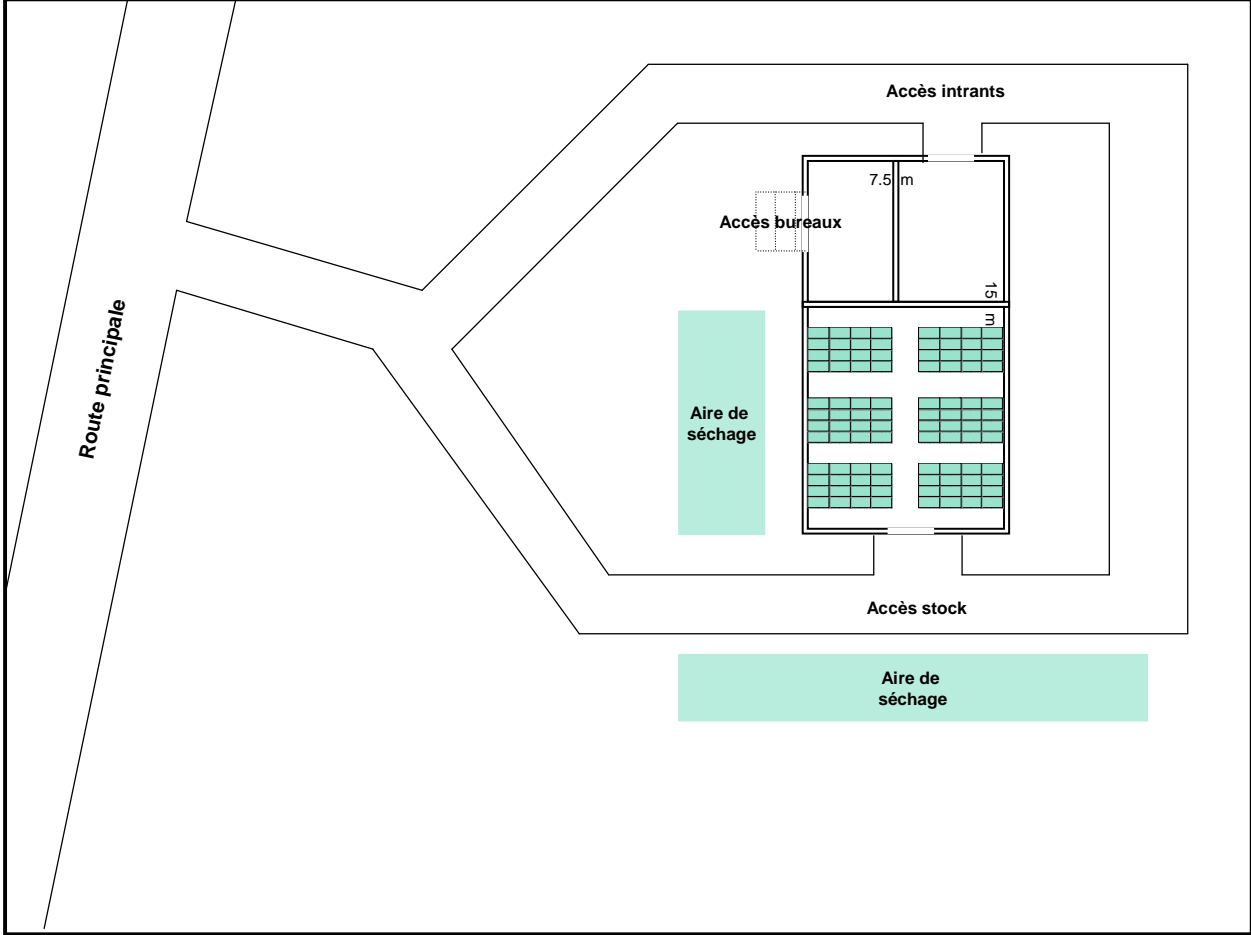 Accès intrants
7.5 m
Accès bureaux
15 m
Route principale
Aire de
séchage
Accès stock
Aire de
séchage